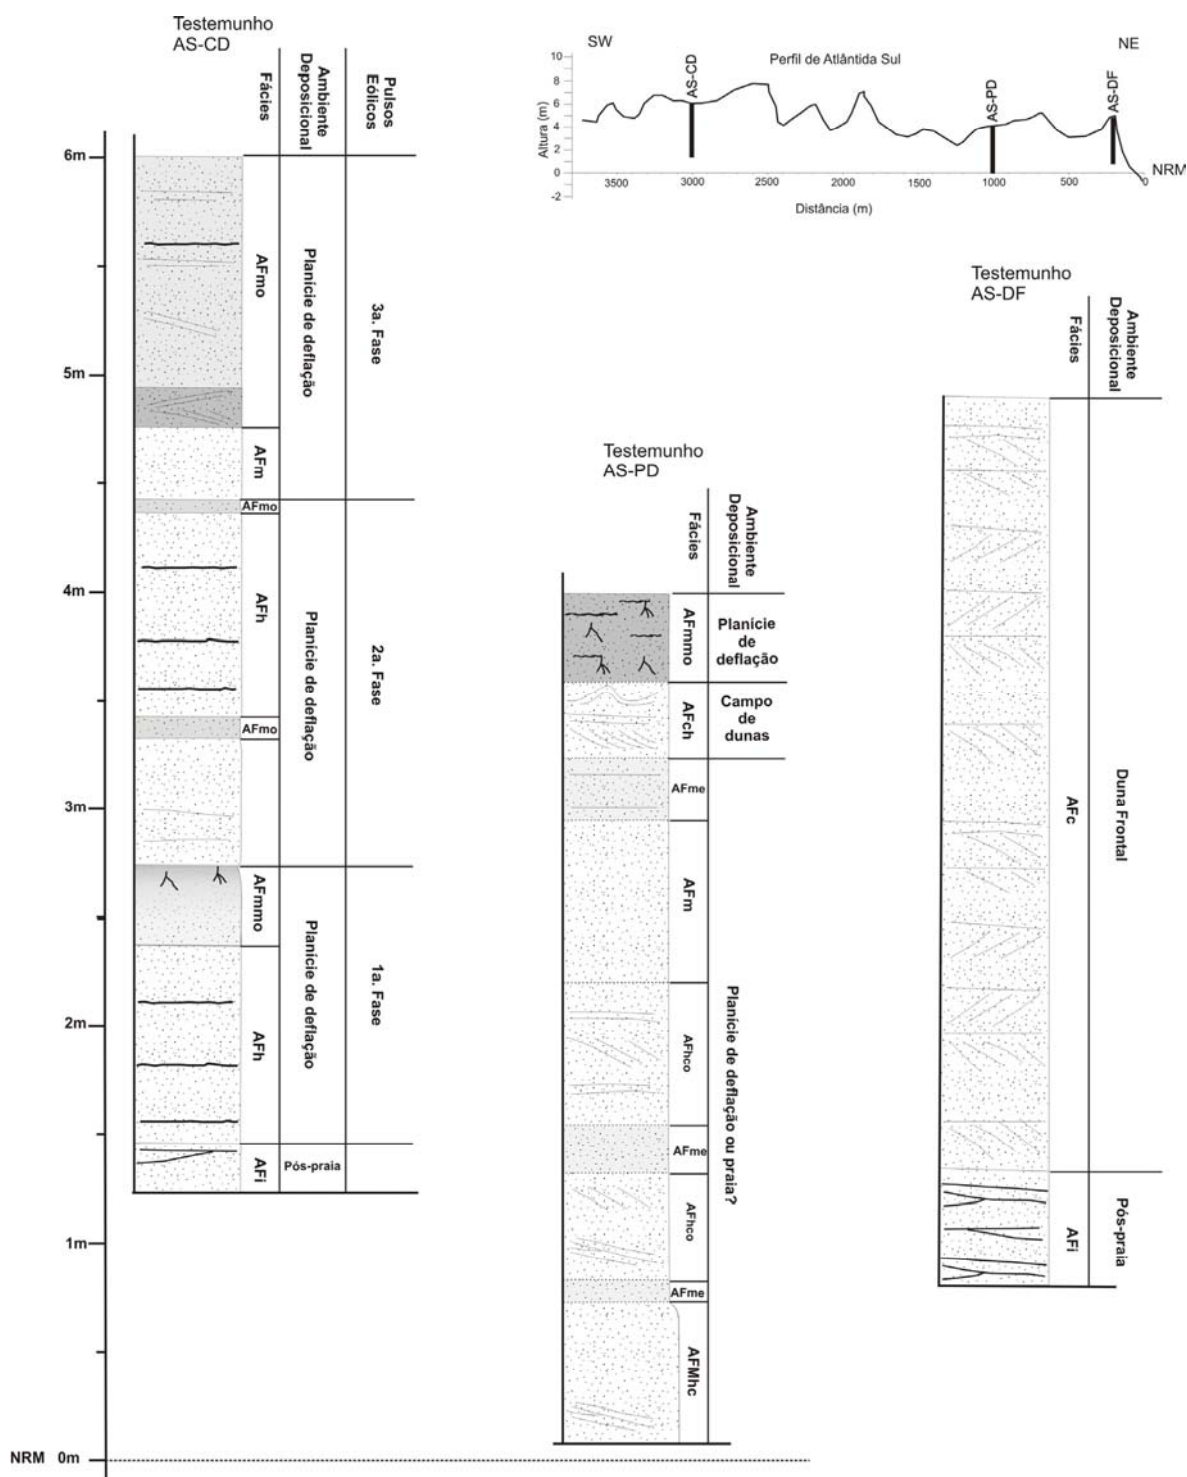 Testemunho
AS-CD
Fácies
Ambiente
Deposicional
Pulsos
Eólicos
6m
5m
4m
3m
2m
1m
NRM 0m
AFmo
AFm
AFmo
AFh
AFmo
AFmmo
AFh
AFi
Planície de deflação
Planície de deflação
Planície de deflação
Pós-praia
3a. Fase
2a. Fase
1a. Fase
SW
NE
Perfil de Atlântida Sul
AS-CD
AS-PD
AS-DF
Altura (m)
10
8
6
4
2
0
-2
3500
3000
2500
2000
1500
1000
500
0
NRM
Distância (m)
Testemunho
AS-PD
Fácies
Ambiente
Deposicional
AFmmo
AFch
AFme
AFm
AFhco
AFme
AFhco
AFme
AFMhc
Planície
de
deflação
Campo
de
dunas
Planície de deflação ou praia?
Testemunho
AS-DF
Fácies
Ambiente
Deposicional
AFc
AFi
Duna Frontal
Pós-praia